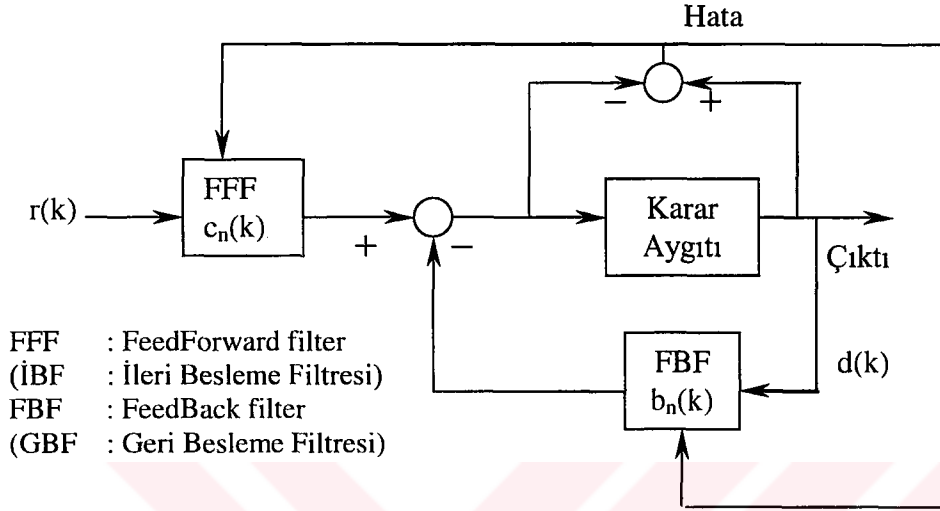 Hata
− +
FFF
c_n(k)
r(k)
+ −
Karar
Aygıtı
Çıktı
FFF : FeedForward filter
(İBF : İleri Besleme Filtresi)
FBF : FeedBack filter
(GBF : Geri Besleme Filtresi)
FBF
b_n(k)
d(k)